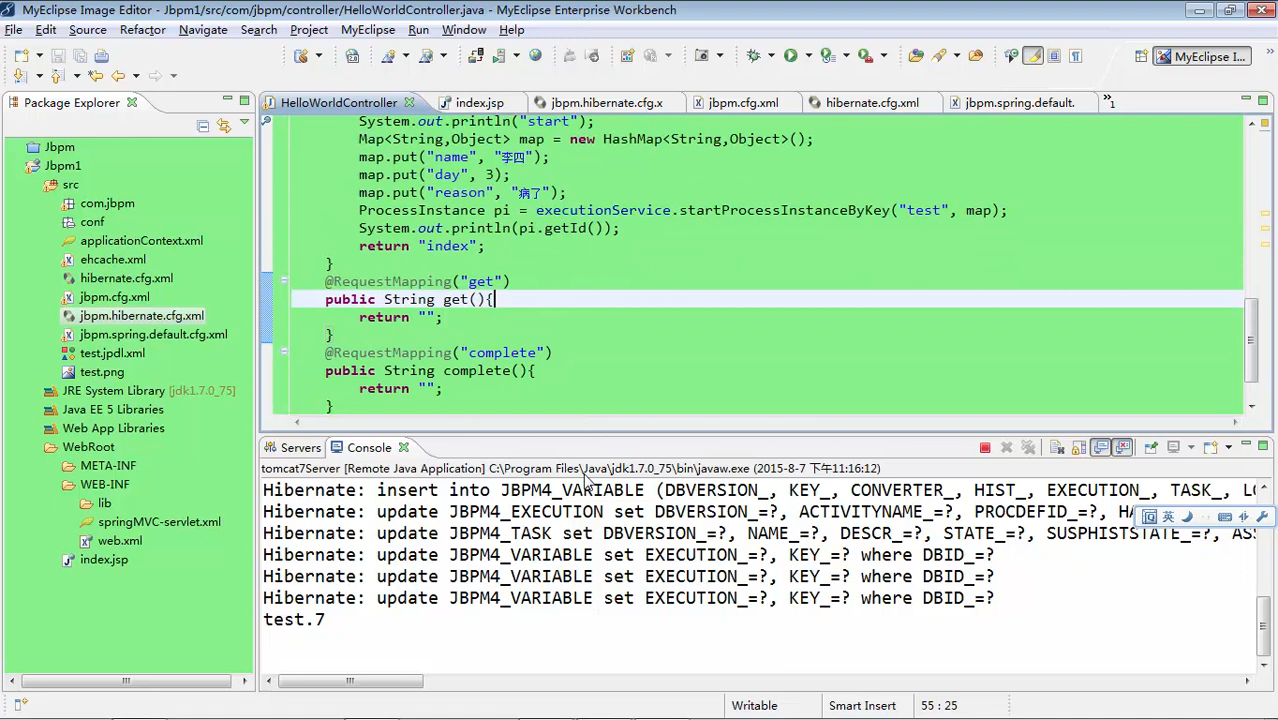 MyEclipse Image Editor - Jbpm1/src/com/jbpm/controller/HelloWorldController.java - MyEclipse Enterprise Workbench
File Edit Source Refactor Navigate Search Project MyEclipse Run Window Help
MyEclipse I...
Package Explorer
HelloWorldController index.jsp jbpm.hibernate.cfg.x jbpm.cfg.xml hibernate.cfg.xml jbpm.spring.default. »1
Jbpm
Jbpm1
src
com.jbpm
conf
applicationContext.xml
ehcache.xml
hibernate.cfg.xml
jbpm.cfg.xml
jbpm.hibernate.cfg.xml
jbpm.spring.default.cfg.xml
test.jpdl.xml
test.png
JRE System Library [jdk1.7.0_75]
Java EE 5 Libraries
Web App Libraries
WebRoot
META-INF
WEB-INF
lib
springMVC-servlet.xml
web.xml
index.jsp
System.out.println("start");
Map<String,Object> map = new HashMap<String,Object>();
map.put("name", "李四");
map.put("day", 3);
map.put("reason", "病了");
ProcessInstance pi = executionService.startProcessInstanceByKey("test", map);
System.out.println(pi.getId());
return "index";
}
@RequestMapping("get")
public String get(){
return "";
}
@RequestMapping("complete")
public String complete(){
return "";
}
Servers Console
tomcat7Server [Remote Java Application] C:\Program Files\Java\jdk1.7.0_75\bin\javaw.exe (2015-8-7 下午11:16:12)
Hibernate: insert into JBPM4_VARIABLE (DBVERSION_, KEY_, CONVERTER_, HIST_, EXECUTION_, TASK_, LO
Hibernate: update JBPM4_EXECUTION set DBVERSION_=?, ACTIVITYNAME_=?, PROCDEFID_=?, HA
英
Hibernate: update JBPM4_TASK set DBVERSION_=?, NAME_=?, DESCR_=?, STATE_=?, SUSPHISTSTATE_=?, ASS
Hibernate: update JBPM4_VARIABLE set EXECUTION_=?, KEY_=? where DBID_=?
Hibernate: update JBPM4_VARIABLE set EXECUTION_=?, KEY_=? where DBID_=?
Hibernate: update JBPM4_VARIABLE set EXECUTION_=?, KEY_=? where DBID_=?
test.7
Writable Smart Insert 55 : 25